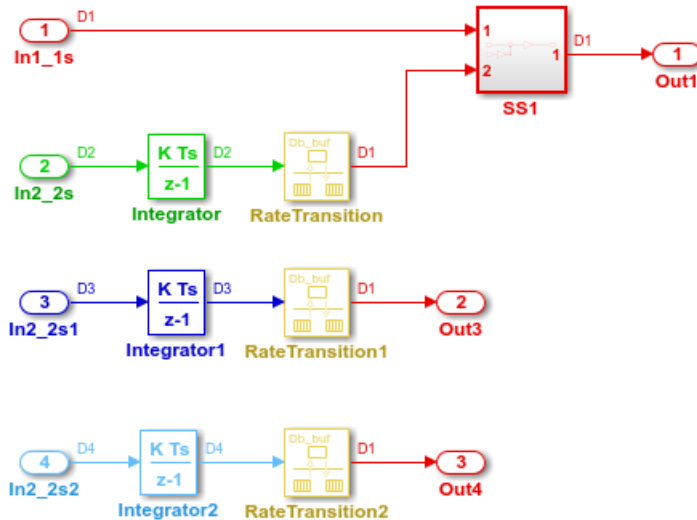 1
D1
In1_1s
1
2
1
D1
1
SS1
Out1
2
D2
K Ts
z-1
D2
Db_buf
D1
In2_2s
Integrator
RateTransition
3
D3
K Ts
z-1
D3
Db_buf
D1
2
In2_2s1
Integrator1
RateTransition1
Out3
4
D4
K Ts
z-1
D4
Db_buf
D1
3
In2_2s2
Integrator2
RateTransition2
Out4